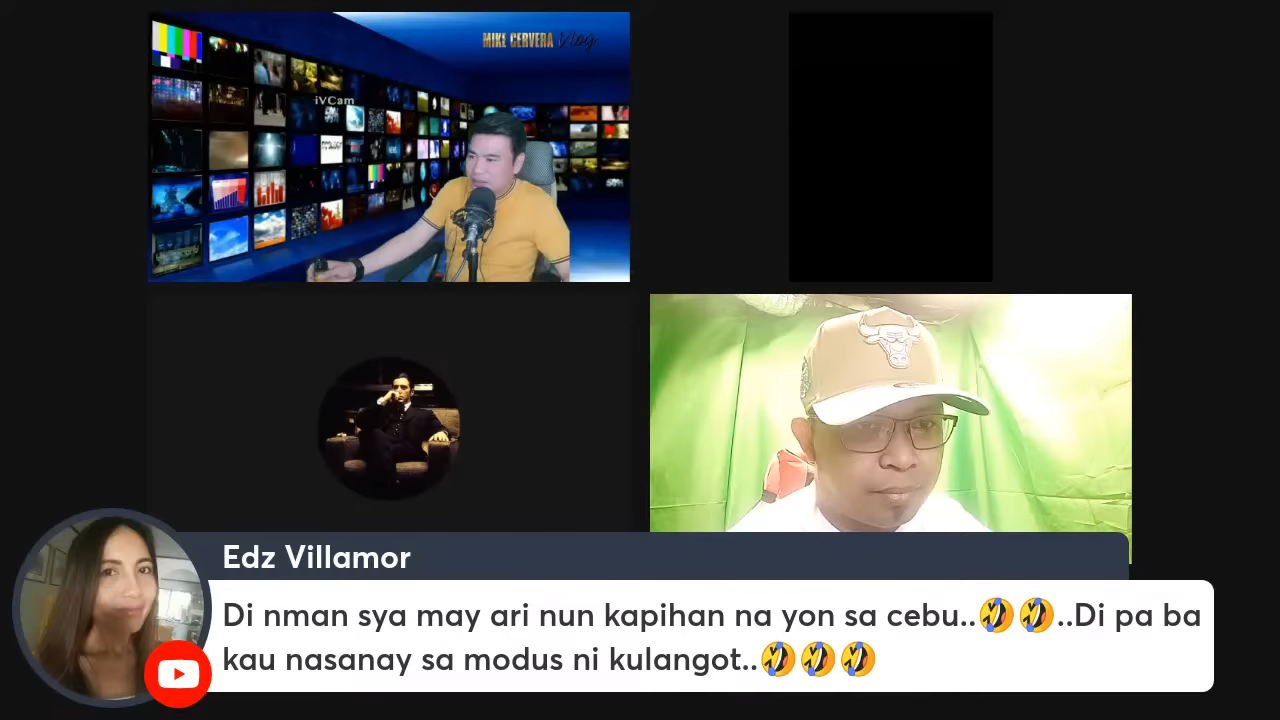 MIKE CERVERA Vlog
iVCam
Edz Villamor
Di nman sya may ari nun kapihan na yon sa cebu..🤣🤣..Di pa ba
kau nasanay sa modus ni kulangot..🤣🤣🤣